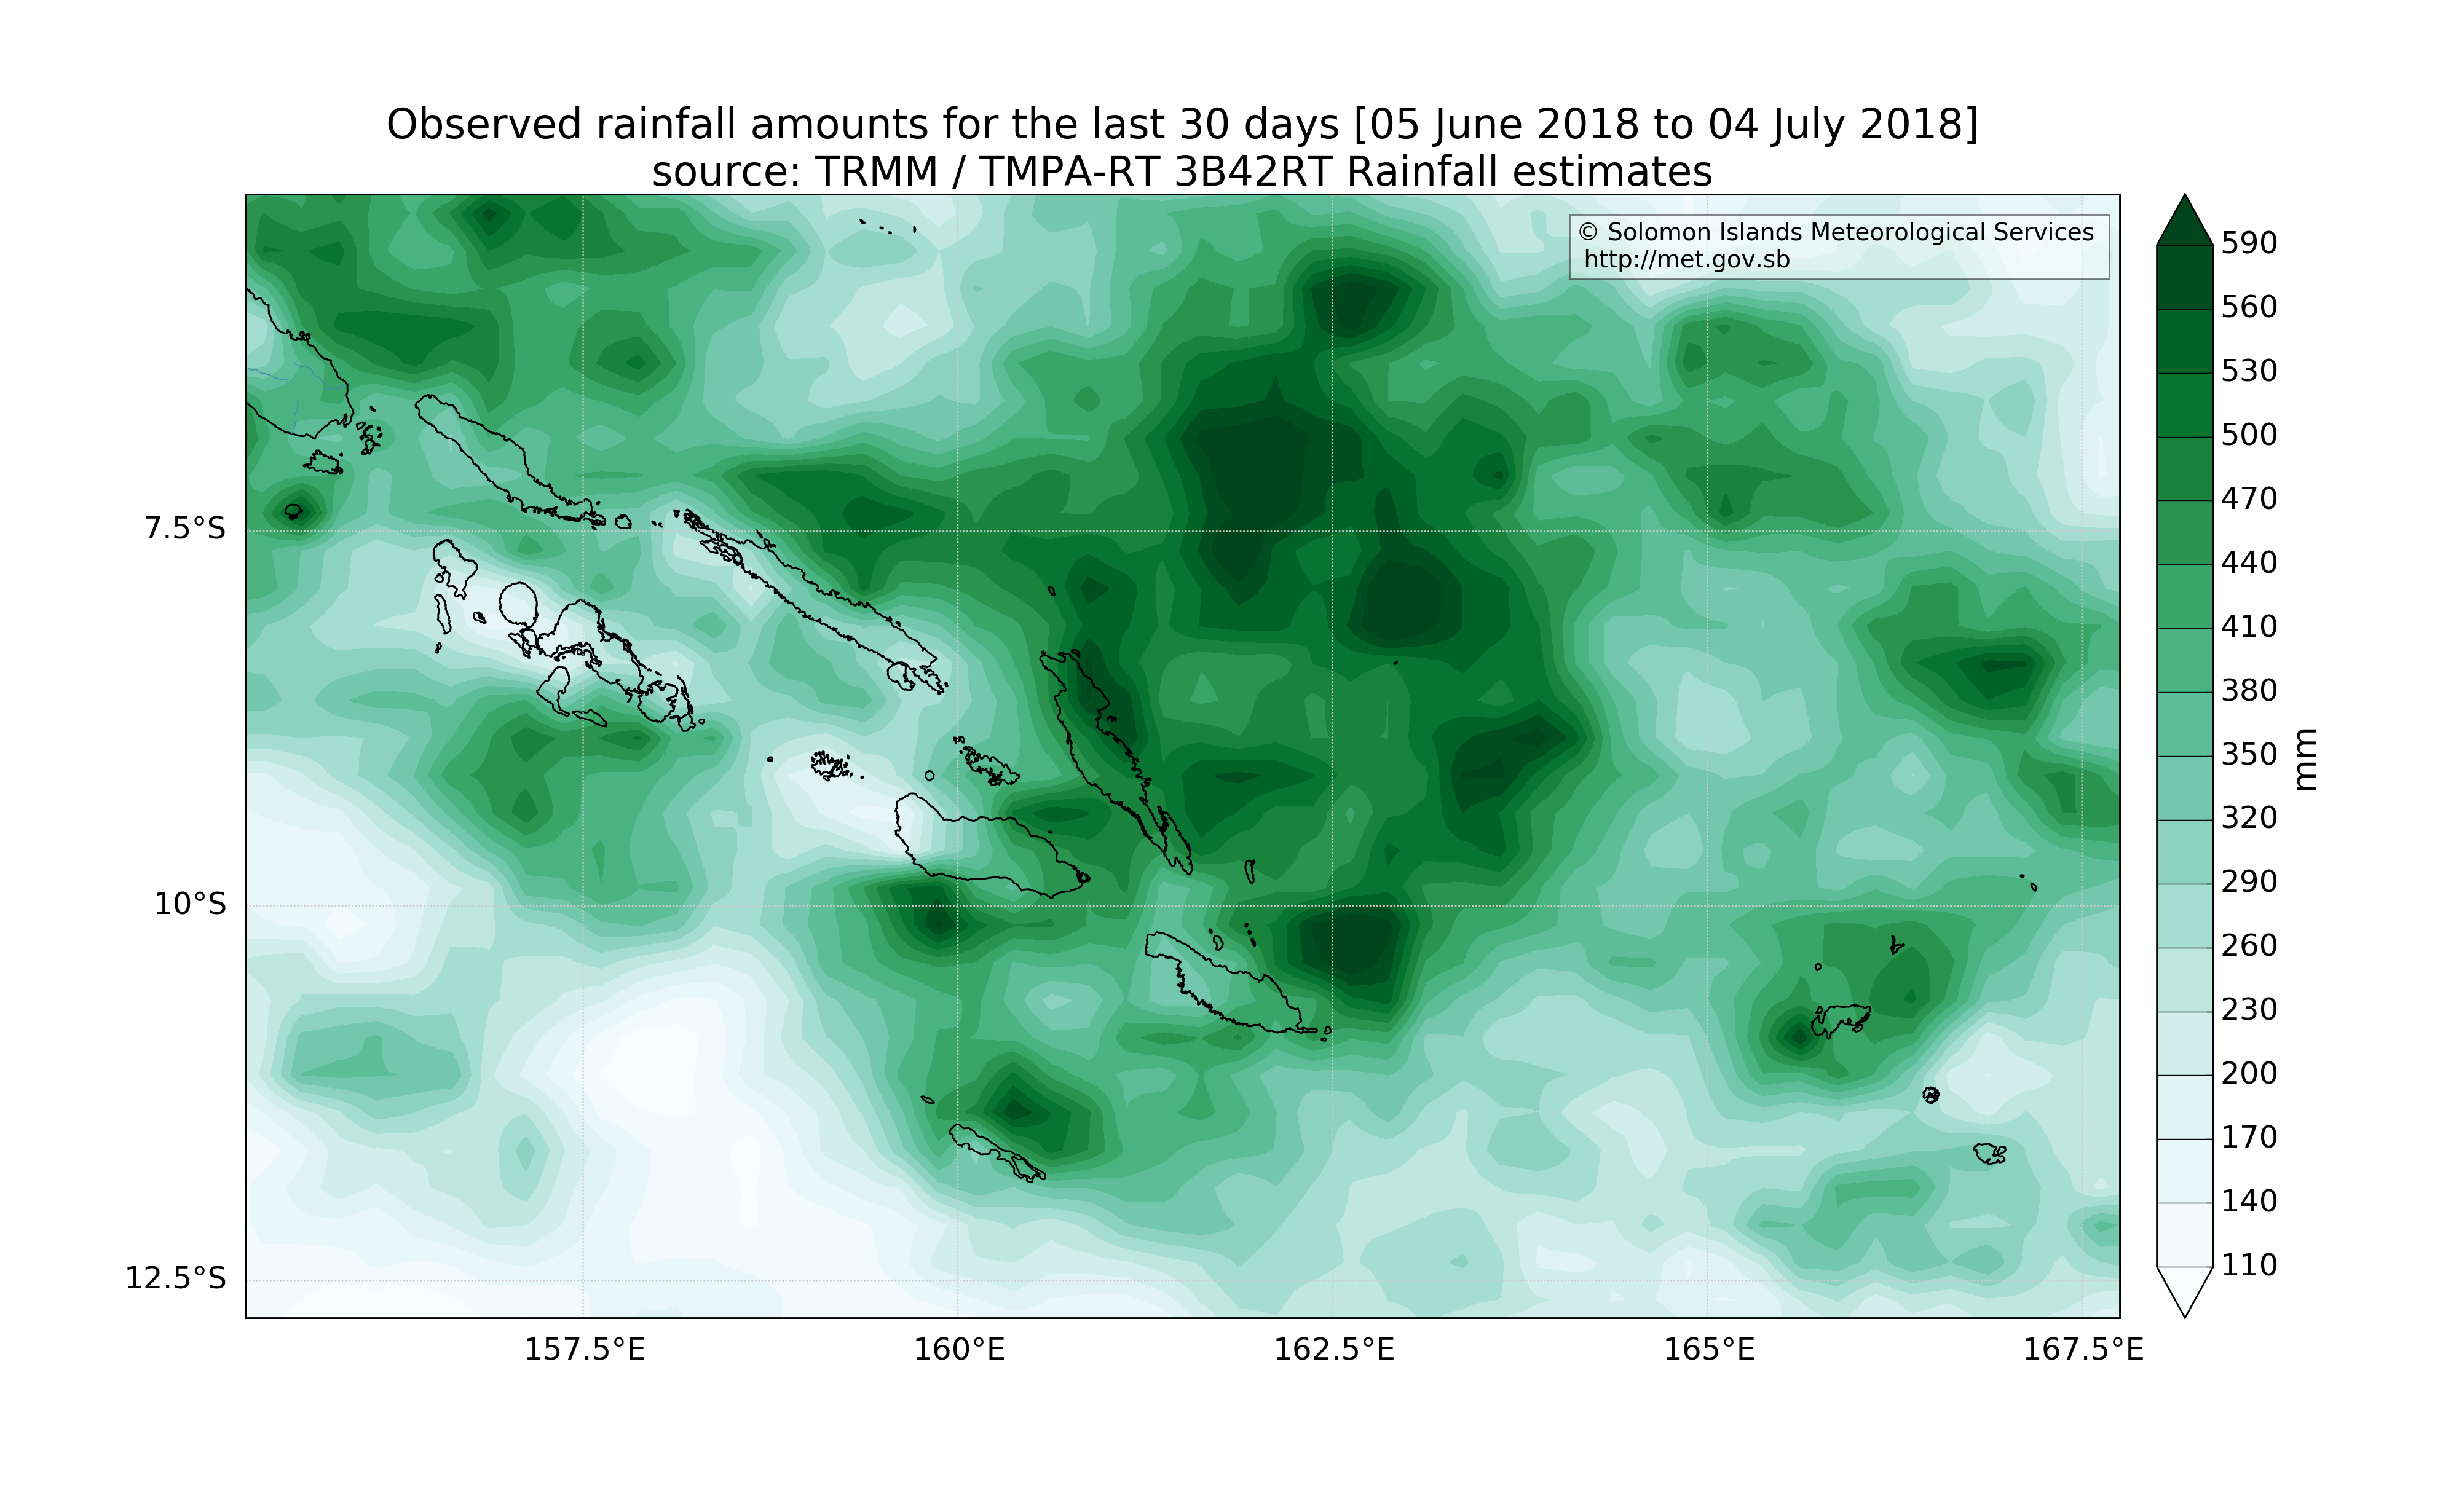 Observed rainfall amounts for the last 30 days [05 June 2018 to 04 July 2018]
source: TRMM / TMPA-RT 3B42RT Rainfall estimates
© Solomon Islands Meteorological Services
http://met.gov.sb
7.5°S
10°S
12.5°S
157.5°E
160°E
162.5°E
165°E
167.5°E
590
560
530
500
470
440
410
380
350
320
290
260
230
200
170
140
110
mm